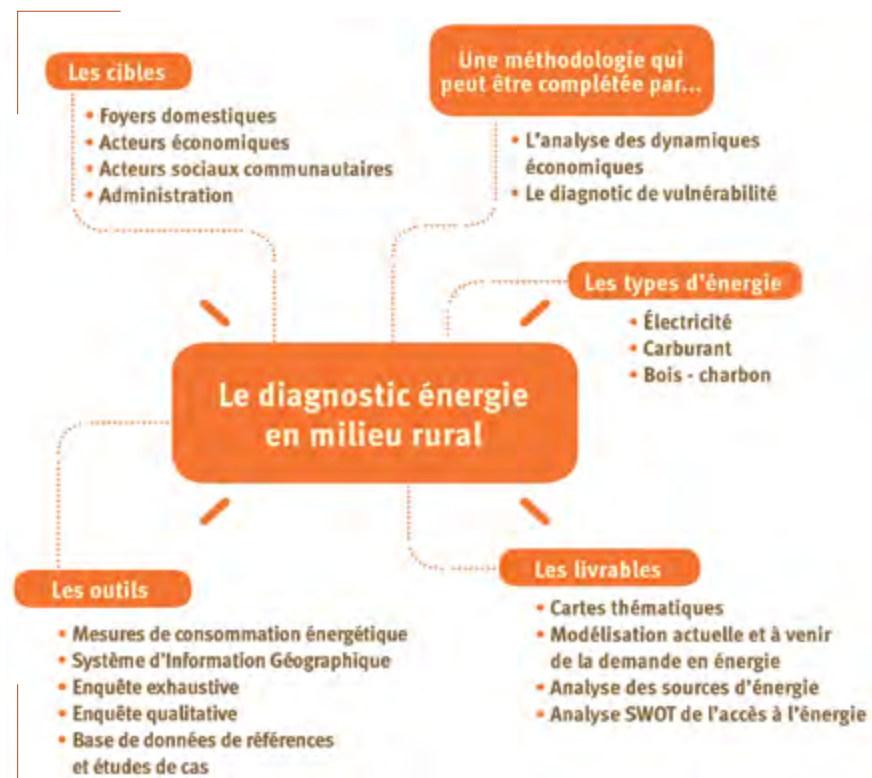 Les cibles
• Foyers domestiques
• Acteurs économiques
• Acteurs sociaux communautaires
• Administration
Une méthodologie qui
peut être complétée par...
• L'analyse des dynamiques
économiques
• Le diagnotic de vulnérabilité
Les types d'énergie
• Électricité
• Carburant
• Bois - charbon
Le diagnostic énergie
en milieu rural
Les outils
• Mesures de consommation énergétique
• Système d'Information Géographique
• Enquête exhaustive
• Enquête qualitative
• Base de données de références
et études de cas
Les livrables
• Cartes thématiques
• Modélisation actuelle et à venir
de la demande en énergie
• Analyse des sources d'énergie
• Analyse SWOT de l'accès à l'énergie